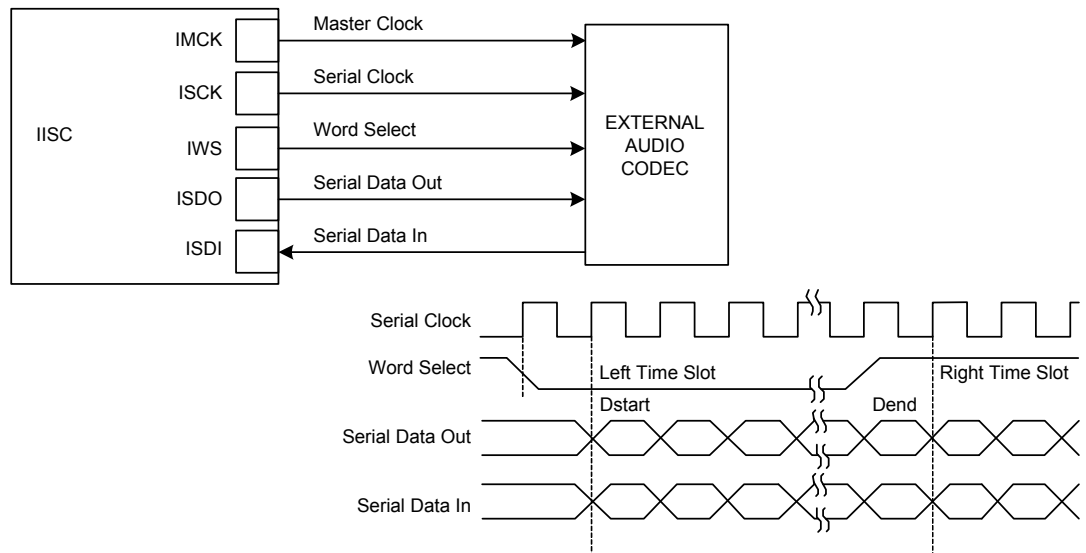 IMCK
Master Clock
ISCK
Serial Clock
IISC
IWS
Word Select
EXTERNAL
AUDIO
CODEC
ISDO
Serial Data Out
ISDI
Serial Data In
Serial Clock
Word Select
Left Time Slot
Right Time Slot
Dstart
Dend
Serial Data Out
Serial Data In